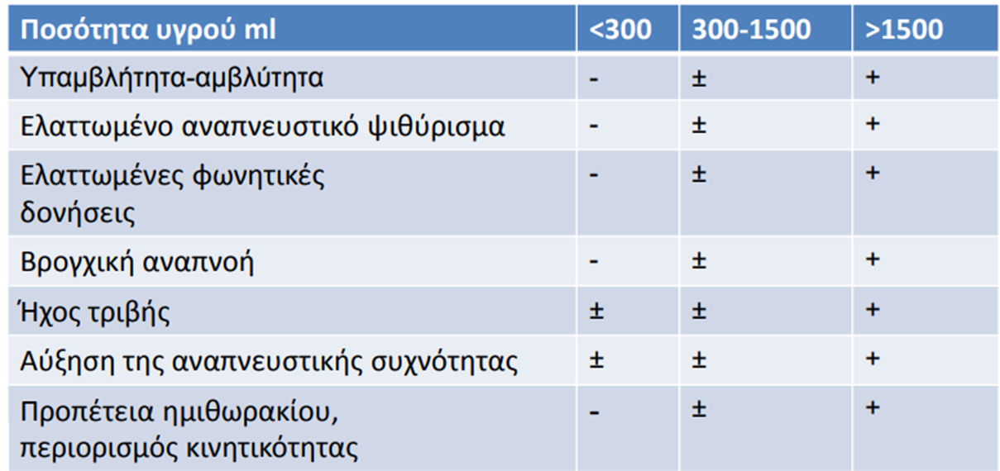 Ποσότητα υγρού ml <300 300-1500 >1500
Υπαμβλήτητα-αμβλύτητα - ± +
Ελαττωμένο αναπνευστικό ψιθύρισμα - ± +
Ελαττωμένες φωνητικές - ± +
δονήσεις
Βρογχική αναπνοή - ± +
Ήχος τριβής ± ± +
Αύξηση της αναπνευστικής συχνότητας ± ± +
Προπέτεια ημιθωρακίου, - ± +
περιορισμός κινητικότητας